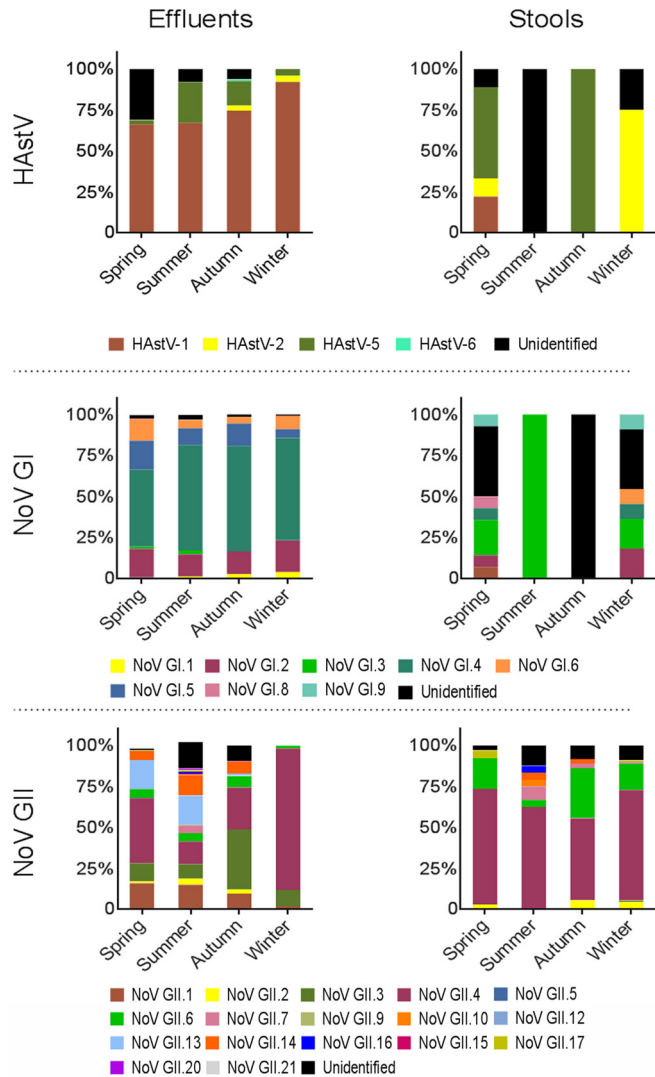 Effluents
Stools
HAstV
100%
75%
50%
25%
0
Spring
Summer
Autumn
Winter
100%
75%
50%
25%
0
Spring
Summer
Autumn
Winter
HAstV-1 HAstV-2 HAstV-5 HAstV-6 Unidentified
NoV GI
100%
75%
50%
25%
0
Spring
Summer
Autumn
Winter
100%
75%
50%
25%
0
Spring
Summer
Autumn
Winter
NoV GI.1 NoV GI.2 NoV GI.3 NoV GI.4 NoV GI.6
NoV GI.5 NoV GI.8 NoV GI.9 Unidentified
NoV GII
100%
75%
50%
25%
0
Spring
Summer
Autumn
Winter
100%
75%
50%
25%
0
Spring
Summer
Autumn
Winter
NoV GII.1 NoV GII.2 NoV GII.3 NoV GII.4 NoV GII.5
NoV GII.6 NoV GII.7 NoV GII.9 NoV GII.10 NoV GII.12
NoV GII.13 NoV GII.14 NoV GII.16 NoV GII.15 NoV GII.17
NoV GII.20 NoV GII.21 Unidentified